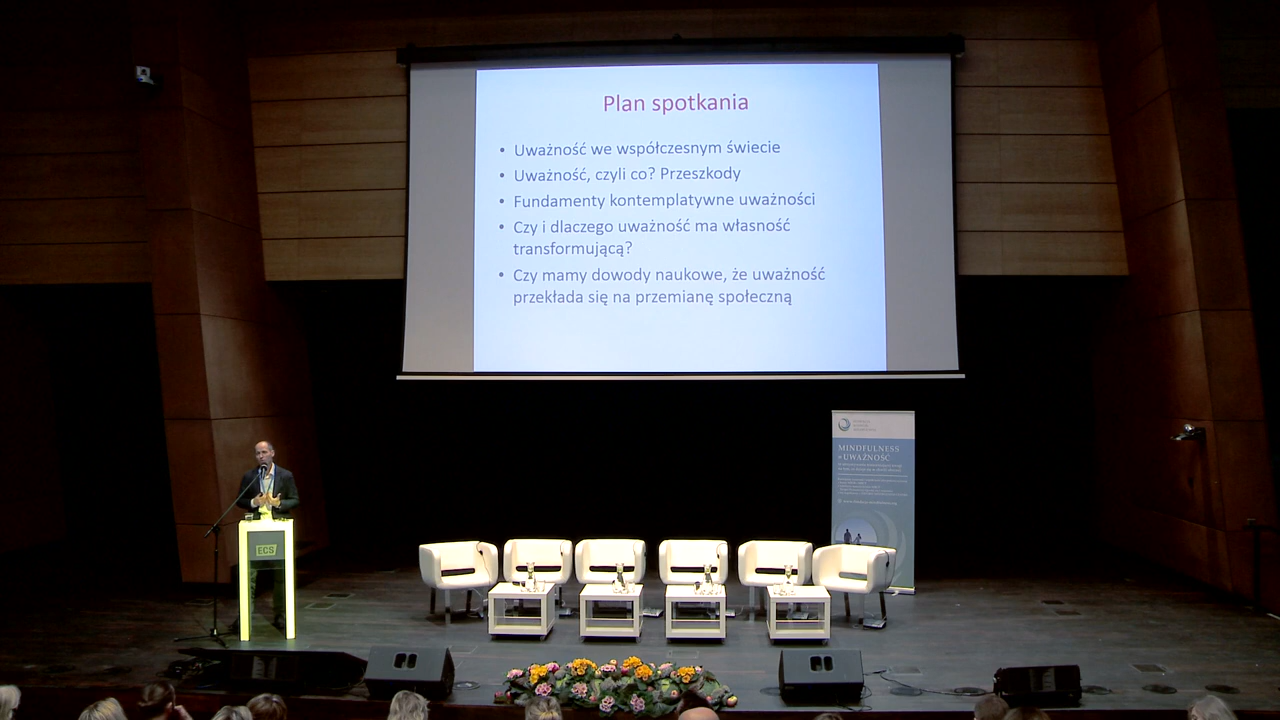 Plan spotkania
• Uważność we współczesnym świecie
• Uważność, czyli co? Przeszkody
• Fundamenty kontemplatywne uważności
• Czy i dlaczego uważność ma własność
transformującą?
• Czy mamy dowody naukowe, że uważność
przekłada się na przemianę społeczną
MINDFULNESS
UWAŻNOŚĆ
ECS